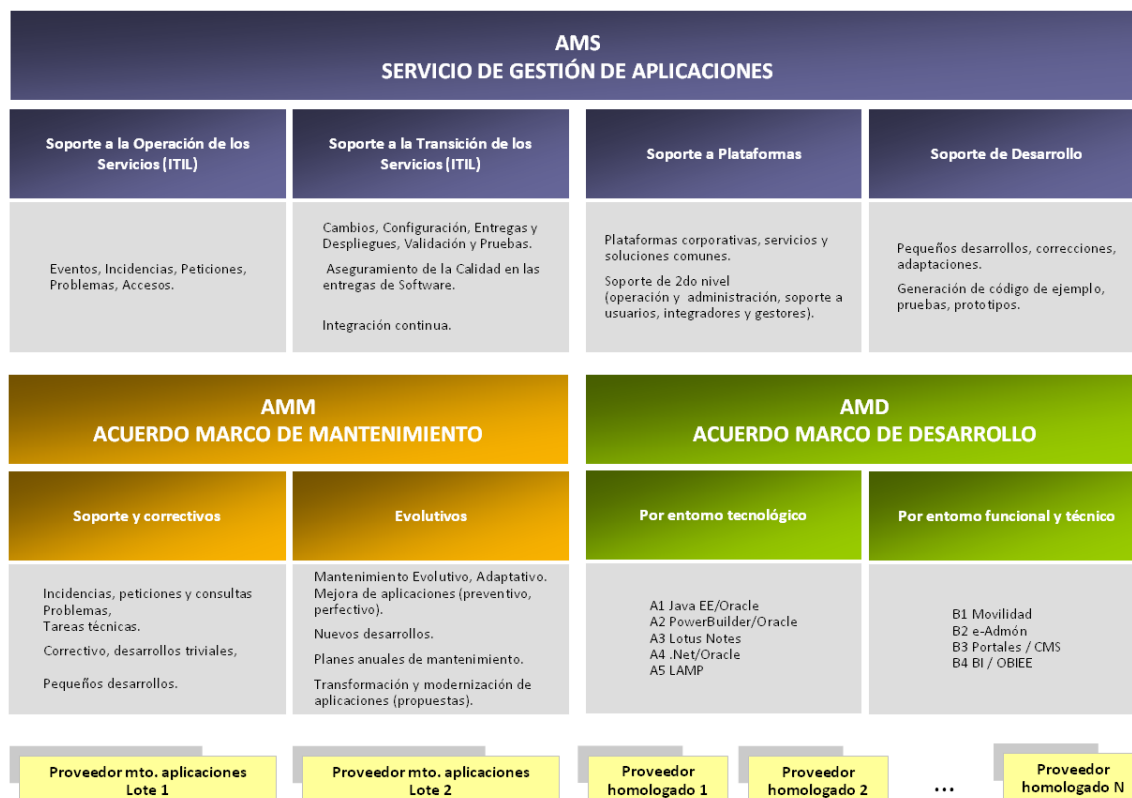 AMS
SERVICIO DE GESTIÓN DE APLICACIONES
Soporte a la Operación de los
Servicios (ITIL)
Eventos, Incidencias, Peticiones,
Problemas, Accesos.
Soporte a la Transición de los
Servicios (ITIL)
Cambios, Configuración, Entregas y
Despliegues, Validación y Pruebas.
Aseguramiento de la Calidad en las
entregas de Software.
Integración continua.
Soporte a Plataformas
Plataformas corporativas, servicios y
soluciones comunes.
Soporte de 2do nivel
(operación y administración, soporte a
usuarios, integradores y gestores).
Soporte de Desarrollo
Pequeños desarrollos, correcciones,
adaptaciones.
Generación de código de ejemplo,
pruebas, prototipos.
AMM
ACUERDO MARCO DE MANTENIMIENTO
Soporte y correctivos
Incidencias, peticiones y consultas
Problemas,
Tareas técnicas.
Correctivo, desarrollos triviales,
Pequeños desarrollos.
Evolutivos
Mantenimiento Evolutivo, Adaptativo.
Mejora de aplicaciones (preventivo,
perfectivo).
Nuevos desarrollos.
Planes anuales de mantenimiento.
Transformación y modernización de
aplicaciones (propuestas).
AMD
ACUERDO MARCO DE DESARROLLO
Por entorno tecnológico
A1 Java EE/Oracle
A2 PowerBuilder/Oracle
A3 Lotus Notes
A4 .Net/Oracle
A5 LAMP
Por entorno funcional y técnico
B1 Movilidad
B2 e-Admón
B3 Portales / CMS
B4 BI / OBIEE
Proveedor mto. aplicaciones
Lote 1
Proveedor mto. aplicaciones
Lote 2
Proveedor
homologado 1
Proveedor
homologado 2
...
Proveedor
homologado N